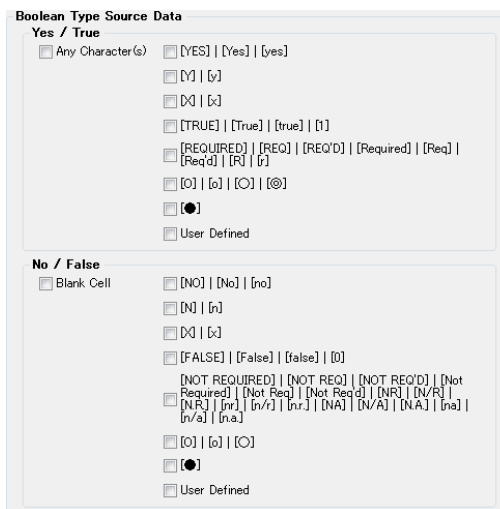 Boolean Type Source Data
Yes / True
Any Character(s)
[YES] | [Yes] | [yes]
[Y] | [y]
[X] | [x]
[TRUE] | [True] | [true] | [1]
[REQUIRED] | [REQ] | [REQ'D] | [Required] | [Req] |
[Req'd] | [R] | [r]
[O] | [o] | [○] | [◎]
[●]
User Defined
No / False
Blank Cell
[NO] | [No] | [no]
[N] | [n]
[X] | [x]
[FALSE] | [False] | [false] | [0]
[NOT REQUIRED] | [NOT REQ] | [NOT REQ'D] | [Not
Required] | [Not Req] | [Not Req'd] | [NR] | [N/R] |
[N.R.] | [nr] | [n/r] | [n.r.] | [NA] | [N/A] | [N.A.] | [na] |
[n/a] | [n.a.]
[O] | [o] | [○]
[●]
User Defined